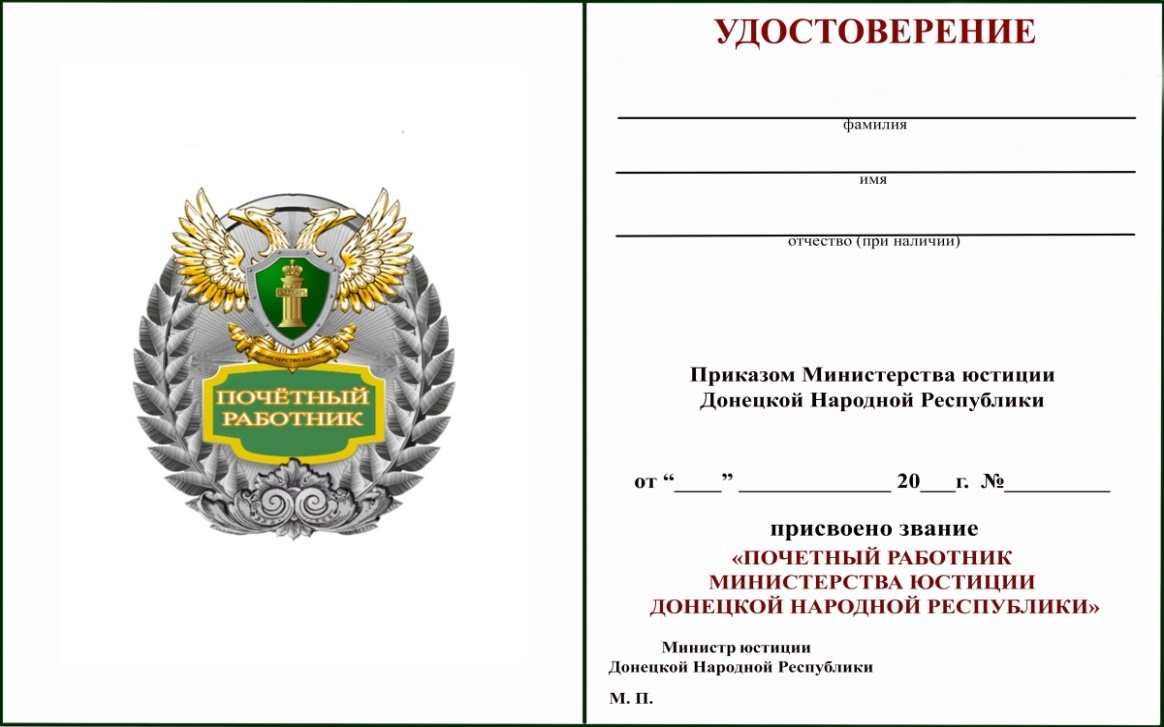 ПОЧЁТНЫЙ
РАБОТНИК
УДОСТОВЕРЕНИЕ
фамилия
имя
отчество (при наличии)
Приказом Министерства юстиции
Донецкой Народной Республики
от “____” _____________ 20___г. №_________
присвоено звание
«ПОЧЕТНЫЙ РАБОТНИК
МИНИСТЕРСТВА ЮСТИЦИИ
ДОНЕЦКОЙ НАРОДНОЙ РЕСПУБЛИКИ»
Министр юстиции
Донецкой Народной Республики
М. П.